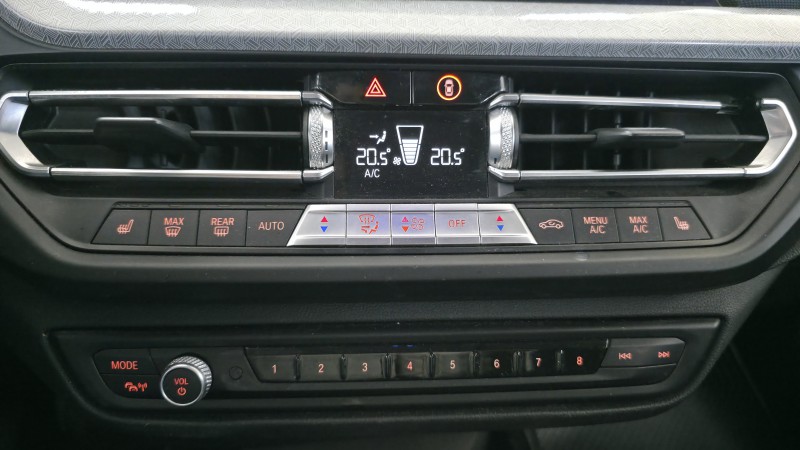 20.5° 20.5°
A/C
MAX REAR AUTO OFF MENU A/C MAX A/C
MODE
VOL
1 2 3 4 5 6 7 8